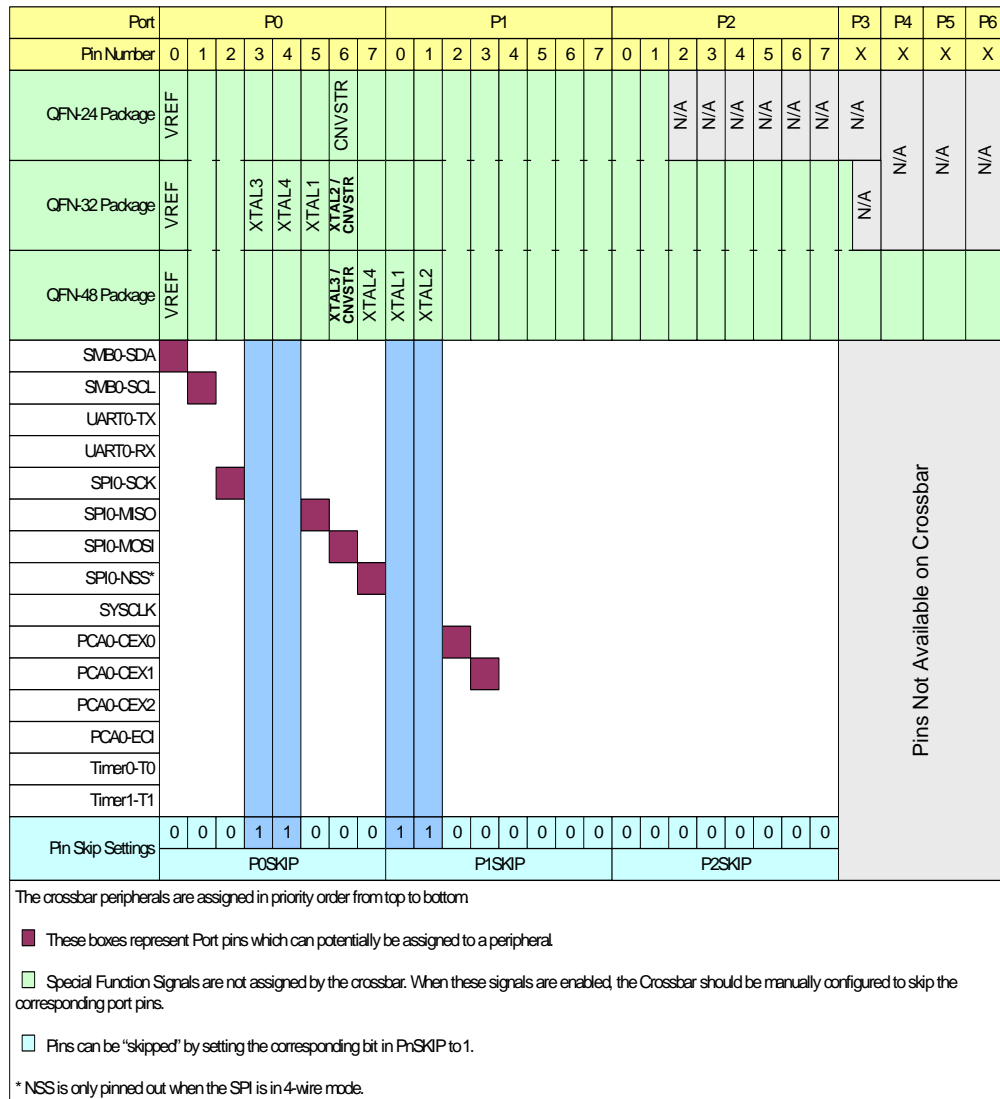 Port P0 P1 P2 P3 P4 P5 P6
Pin Number 0 1 2 3 4 5 6 7 0 1 2 3 4 5 6 7 0 1 2 3 4 5 6 7 X X X X
QFN-24 Package VREF CNVSTR N/A N/A N/A N/A N/A N/A N/A
N/A N/A N/A
QFN-32 Package VREF XTAL3 XTAL4 XTAL1 XTAL2 / CNVSTR N/A
QFN-48 Package VREF XTAL3 / CNVSTR XTAL4 XTAL1 XTAL2
SMB0-SDA
SMB0-SCL
UART0-TX
UART0-RX
SPI0-SCK
SPI0-MISO
SPI0-MOSI
SPI0-NSS*
SYSCLK
PCA0-CEX0
PCA0-CEX1
PCA0-CEX2
PCA0-ECI
Timer0-T0
Timer1-T1
Pins Not Available on Crossbar
Pin Skip Settings 0 0 0 1 1 0 0 0 1 1 0 0 0 0 0 0 0 0 0 0 0 0 0 0
P0SKIP P1SKIP P2SKIP
The crossbar peripherals are assigned in priority order from top to bottom.
These boxes represent Port pins which can potentially be assigned to a peripheral.
Special Function Signals are not assigned by the crossbar. When these signals are enabled, the Crossbar should be manually configured to skip the
corresponding port pins.
Pins can be “skipped” by setting the corresponding bit in PnSKIP to 1.
* NSS is only pinned out when the SPI is in 4-wire mode.